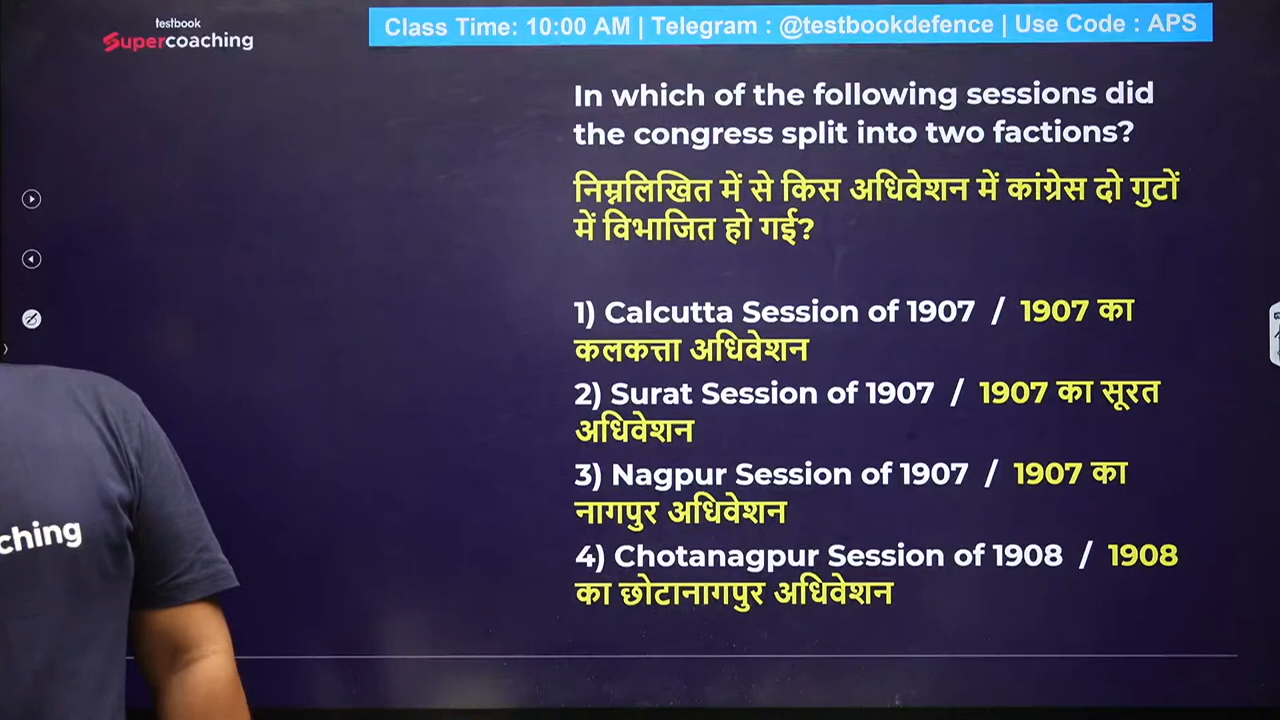 testbook
Supercoaching
Class Time: 10:00 AM | Telegram : @testbookdefence | Use Code : APS
In which of the following sessions did
the congress split into two factions?
निम्नलिखित में से किस अधिवेशन में कांग्रेस दो गुटों
में विभाजित हो गई?
1) Calcutta Session of 1907 / 1907 का
कलकत्ता अधिवेशन
2) Surat Session of 1907 / 1907 का सूरत
अधिवेशन
3) Nagpur Session of 1907 / 1907 का
नागपुर अधिवेशन
4) Chotanagpur Session of 1908 / 1908
का छोटानागपुर अधिवेशन
ching